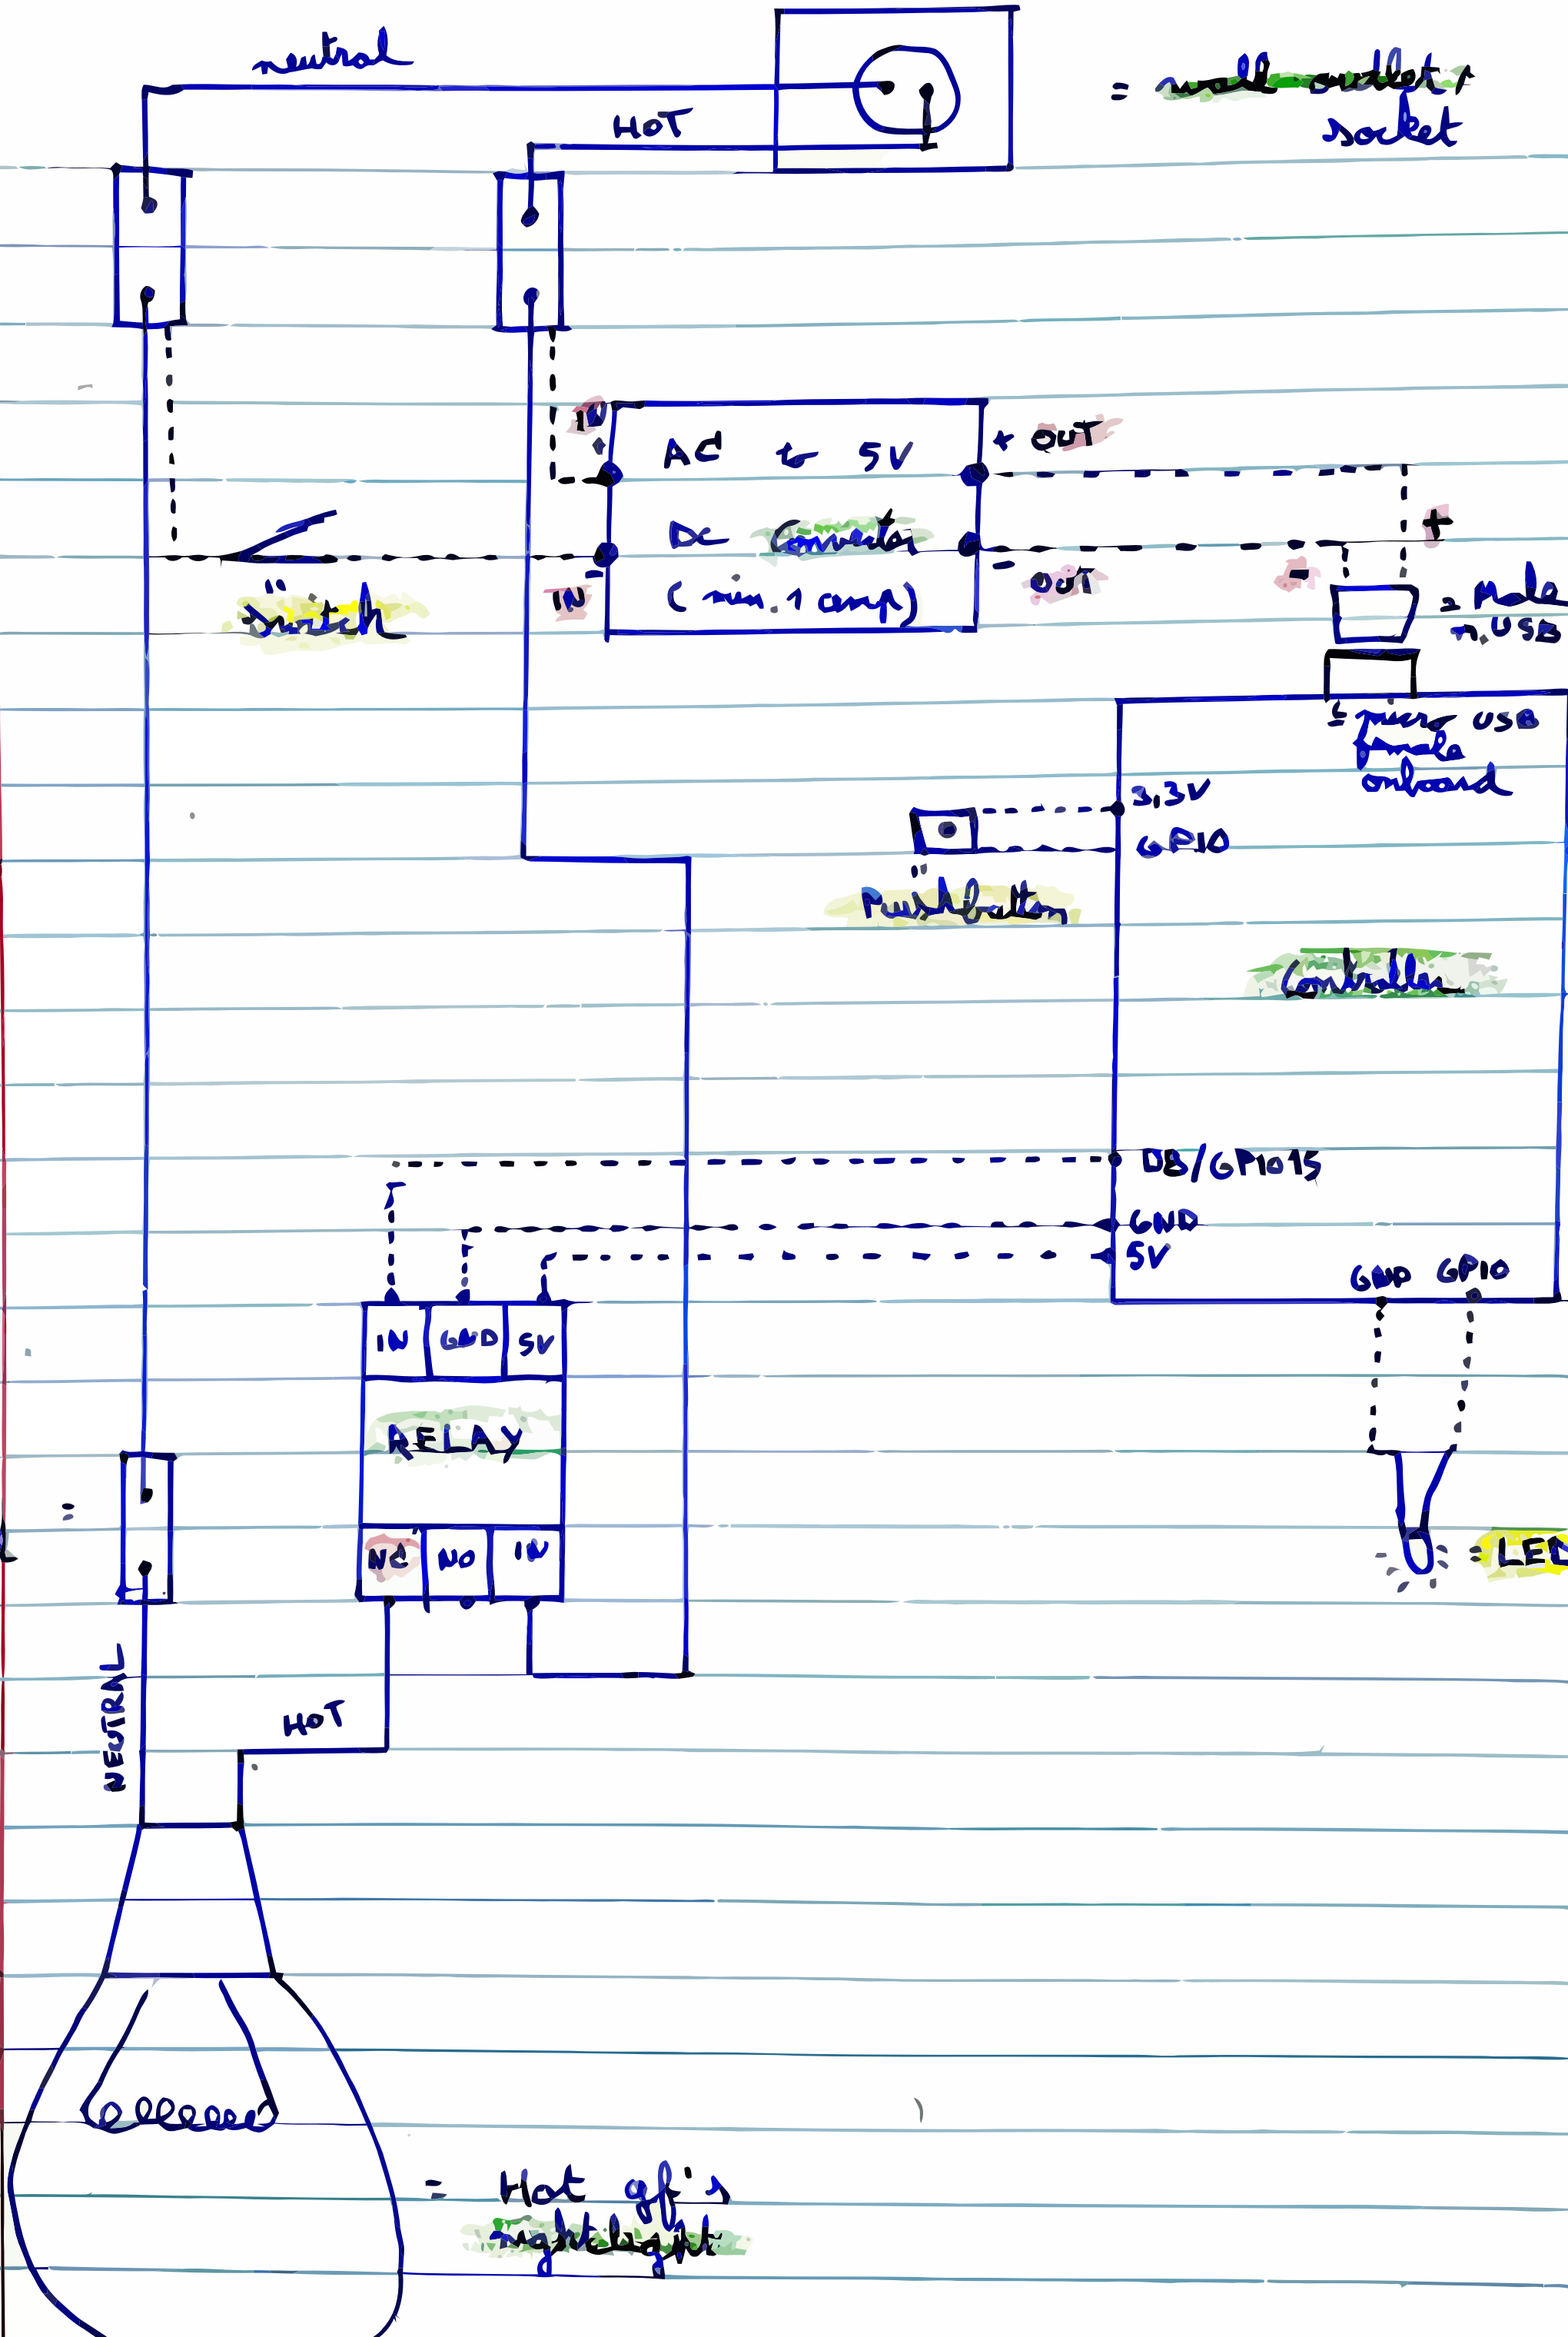 neutral
HOT
= wall outlet /
socket
IN
AC to 5V
+ OUT
DC Convertor
- OUT
(min. 1 amp)
IN -
switch
+
-
= Male
m.USB
= micro USB
female
onboard
3,3V
GPIO
Pushbutton
Controller
D8/GPIO15
GND
5V
GND GPIO
IN GND 5V
RELAY
NC NO IN
= LED
NEUTRAL
HOT
= Hot gf's
nightlight